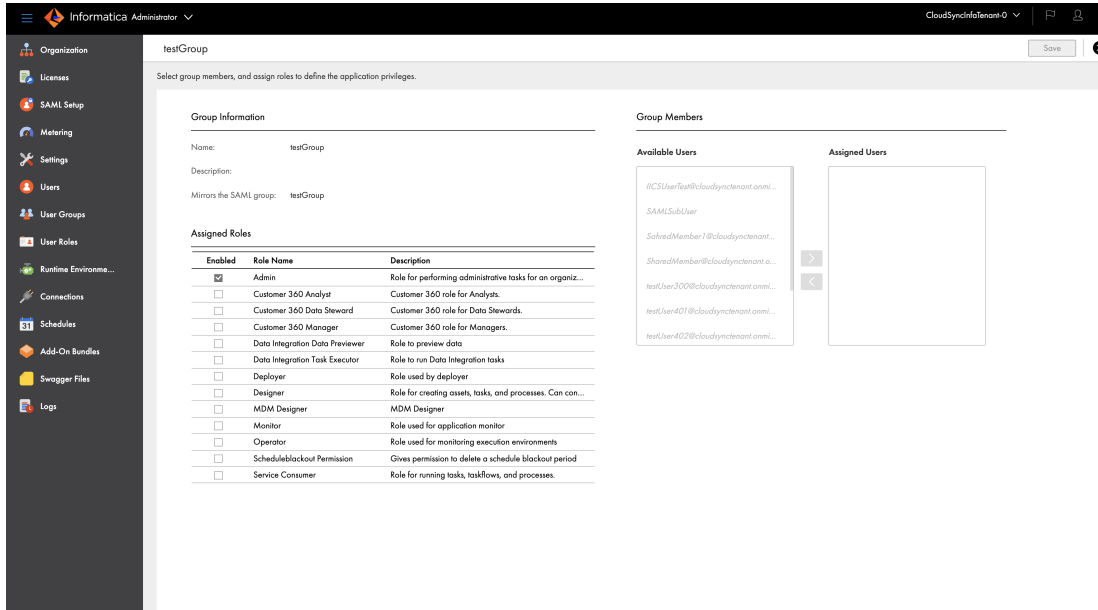 Informatica Administrator
CloudSyncInfaTenant-0
Organization
Licenses
SAML Setup
Metering
Settings
Users
User Groups
User Roles
Runtime Environme...
Connections
31 Schedules
Add-On Bundles
Swagger Files
Logs
testGroup
Save
Select group members, and assign roles to define the application privileges.
Group Information
Name: testGroup
Description:
Mirrors the SAML group: testGroup
Assigned Roles
Enabled Role Name Description
Admin Role for performing administrative tasks for an organiz...
Customer 360 Analyst Customer 360 role for Analysts.
Customer 360 Data Steward Customer 360 role for Data Stewards.
Customer 360 Manager Customer 360 role for Managers.
Data Integration Data Previewer Role to preview data
Data Integration Task Executor Role to run Data Integration tasks
Deployer Role used by deployer
Designer Role for creating assets, tasks, and processes. Can con...
MDM Designer MDM Designer
Monitor Role used for application monitor
Operator Role used for monitoring execution environments
Scheduleblackout Permission Gives permission to delete a schedule blackout period
Service Consumer Role for running tasks, taskflows, and processes.
Group Members
Available Users
IICSUserTest@cloudsynctenant.onmi...
SAMLSubUser
SahredMember1@cloudsynctenant...
SharedMember@cloudsynctenant.o...
testUser300@cloudsynctenant.onmi...
testUser401@cloudsynctenant.onmi...
testUser402@cloudsynctenant.onmi...
Assigned Users